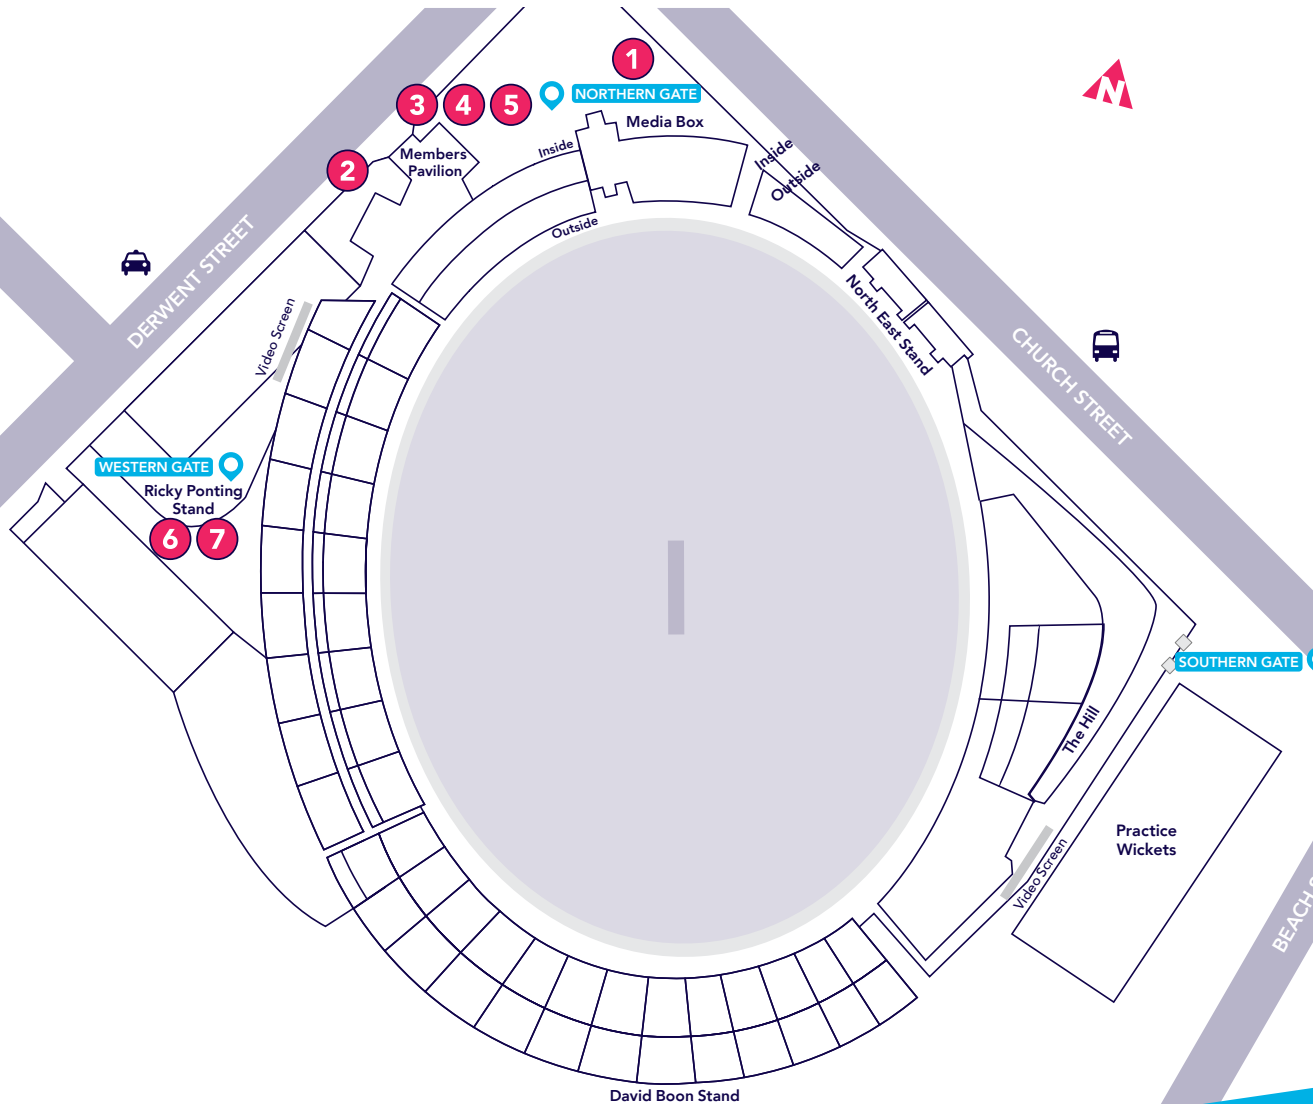 1
3
4
5
NORTHERN GATE
N
Media Box
Inside
Members
Pavilion
2
Inside
Outside
Outside
DERWENT STREET
Video Screen
North East Stand
CHURCH STREET
WESTERN GATE
Ricky Ponting
Stand
6
7
SOUTHERN GATE
The Hill
Practice
Wickets
Video Screen
BEACH
David Boon Stand